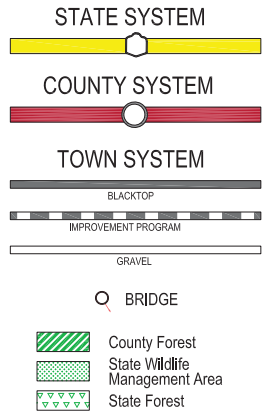 STATE SYSTEM
COUNTY SYSTEM
TOWN SYSTEM
BLACKTOP
IMPROVEMENT PROGRAM
GRAVEL
BRIDGE
County Forest
State Wildlife
Management Area
State Forest